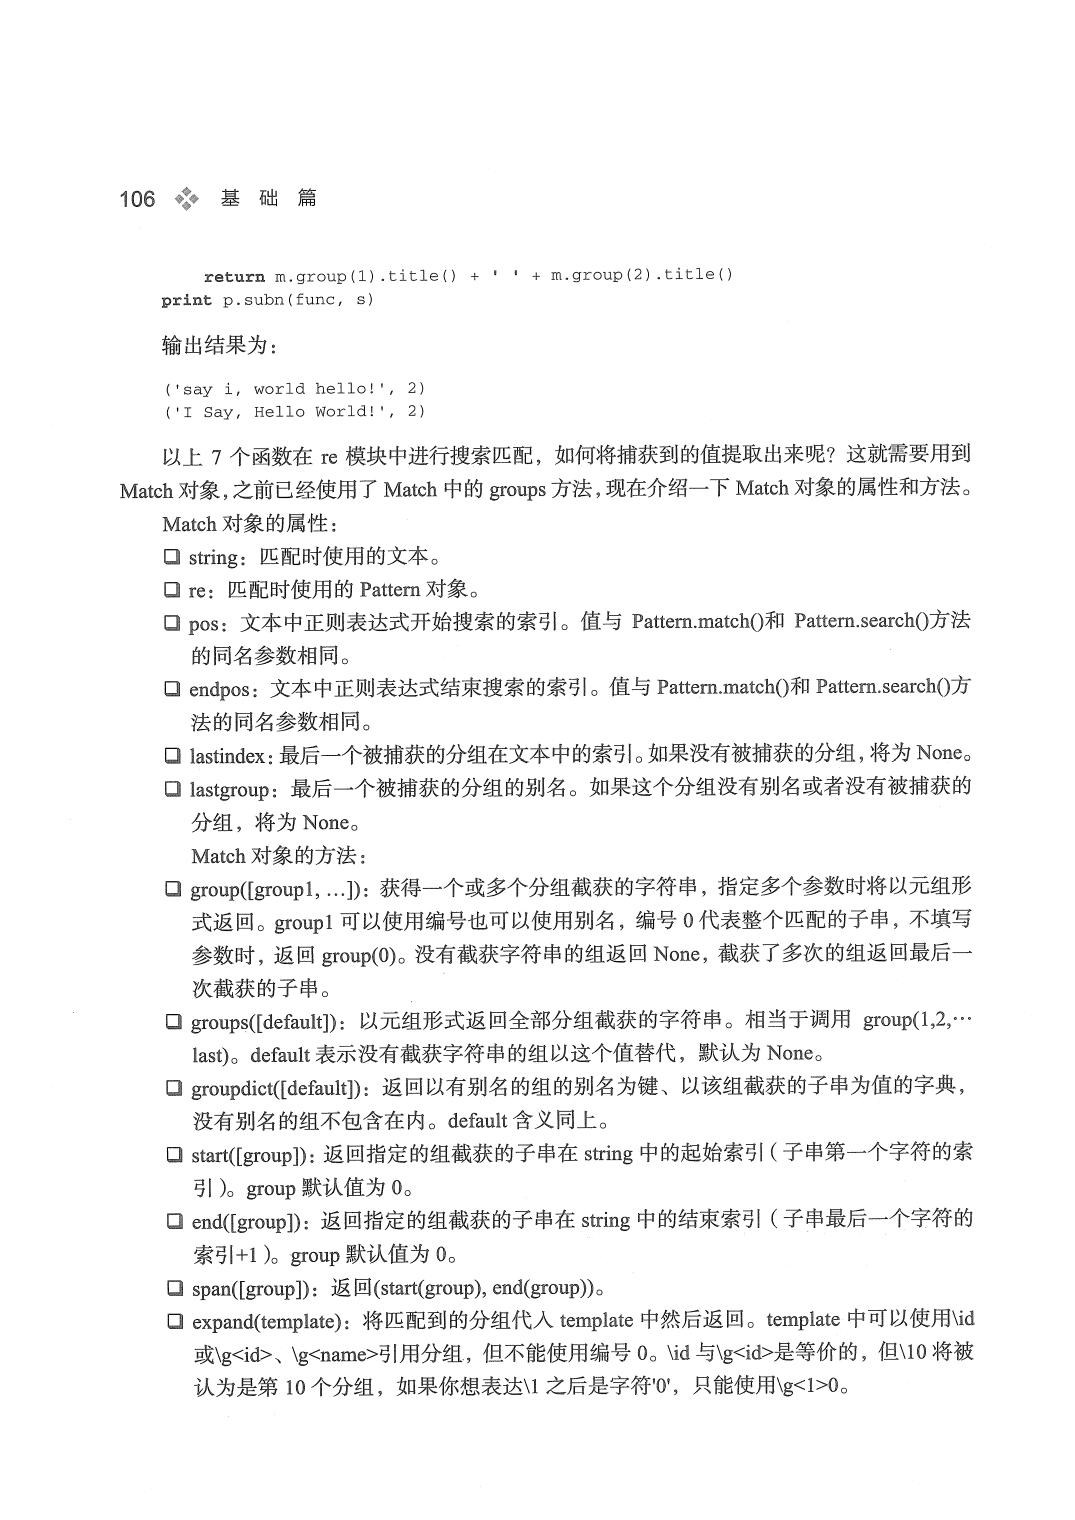 106 基 础 篇
return m.group(1).title() + ' ' + m.group(2).title()
print p.subn(func, s)
输出结果为：
('say i, world hello!', 2)
('I Say, Hello World!', 2)
以上 7 个函数在 re 模块中进行搜索匹配，如何将捕获到的值提取出来呢？这就需要用到
Match 对象，之前已经使用了 Match 中的 groups 方法，现在介绍一下 Match 对象的属性和方法。
Match 对象的属性：
❑ string：匹配时使用的文本。
❑ re：匹配时使用的 Pattern 对象。
❑ pos：文本中正则表达式开始搜索的索引。值与 Pattern.match()和 Pattern.search()方法
的同名参数相同。
❑ endpos：文本中正则表达式结束搜索的索引。值与 Pattern.match()和 Pattern.search()方
法的同名参数相同。
❑ lastindex：最后一个被捕获的分组在文本中的索引。如果没有被捕获的分组，将为 None。
❑ lastgroup：最后一个被捕获的分组的别名。如果这个分组没有别名或者没有被捕获的
分组，将为 None。
Match 对象的方法：
❑ group([group1, …])：获得一个或多个分组截获的字符串，指定多个参数时将以元组形
式返回。group1 可以使用编号也可以使用别名，编号 0 代表整个匹配的子串，不填写
参数时，返回 group(0)。没有截获字符串的组返回 None，截获了多次的组返回最后一
次截获的子串。
❑ groups([default])：以元组形式返回全部分组截获的字符串。相当于调用 group(1,2,…
last)。default 表示没有截获字符串的组以这个值替代，默认为 None。
❑ groupdict([default])：返回以有别名的组的别名为键、以该组截获的子串为值的字典，
没有别名的组不包含在内。default 含义同上。
❑ start([group])：返回指定的组截获的子串在 string 中的起始索引（子串第一个字符的索
引）。group 默认值为 0。
❑ end([group])：返回指定的组截获的子串在 string 中的结束索引（子串最后一个字符的
索引+1）。group 默认值为 0。
❑ span([group])：返回(start(group), end(group))。
❑ expand(template)：将匹配到的分组代人 template 中然后返回。template 中可以使用\id
或\g<id>、\g<name>引用分组，但不能使用编号 0。\id 与\g<id>是等价的，但\10 将被
认为是第 10 个分组，如果你想表达\1 之后是字符'0'，只能使用\g<1>0。